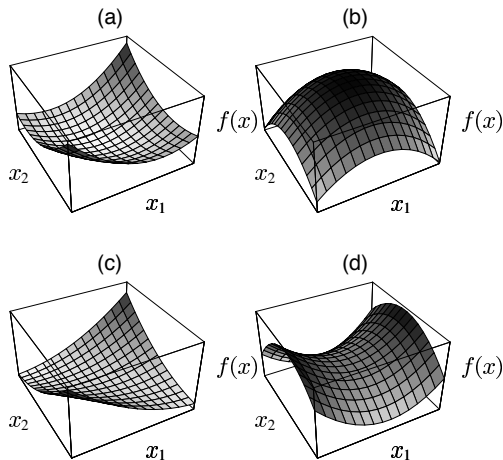 (a)
(b)
f(x)
f(x)
x₂
x₁
x₂
x₁
(c)
(d)
f(x)
f(x)
x₂
x₁
x₂
x₁